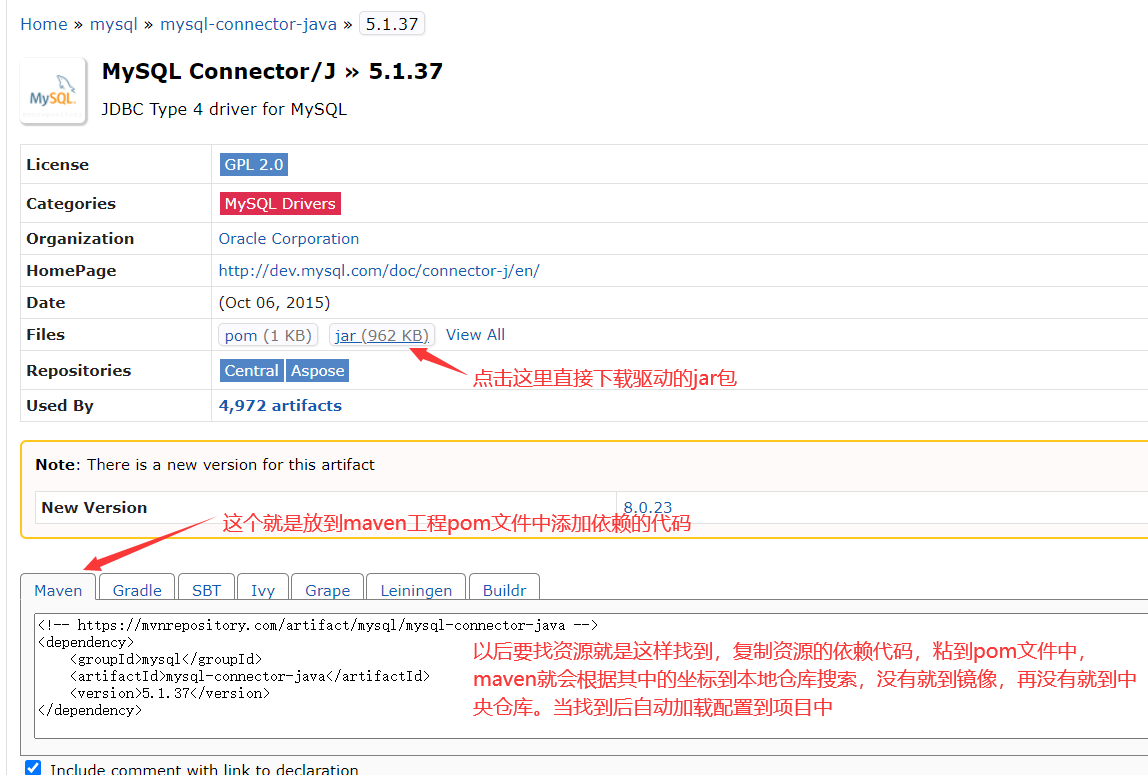 Home » mysql » mysql-connector-java » 5.1.37
MySQL Connector/J » 5.1.37
MySQL
JDBC Type 4 driver for MySQL
License GPL 2.0
Categories MySQL Drivers
Organization Oracle Corporation
HomePage http://dev.mysql.com/doc/connector-j/en/
Date (Oct 06, 2015)
Files pom (1 KB) jar (962 KB) View All
Repositories Central Aspose
点击这里直接下载驱动的jar包
Used By 4,972 artifacts
Note: There is a new version for this artifact
New Version 8.0.23
这个就是放到maven工程pom文件中添加依赖的代码
Maven Gradle SBT Ivy Grape Leiningen Buildr
<!-- https://mvnrepository.com/artifact/mysql/mysql-connector-java -->
<dependency>
    <groupId>mysql</groupId>
    <artifactId>mysql-connector-java</artifactId>
    <version>5.1.37</version>
</dependency>
以后要找资源就是这样找到，复制资源的依赖代码，粘到pom文件中，
maven就会根据其中的坐标到本地仓库搜索，没有就到镜像，再没有就到中
央仓库。当找到后自动加载配置到项目中
Include comment with link to declaration